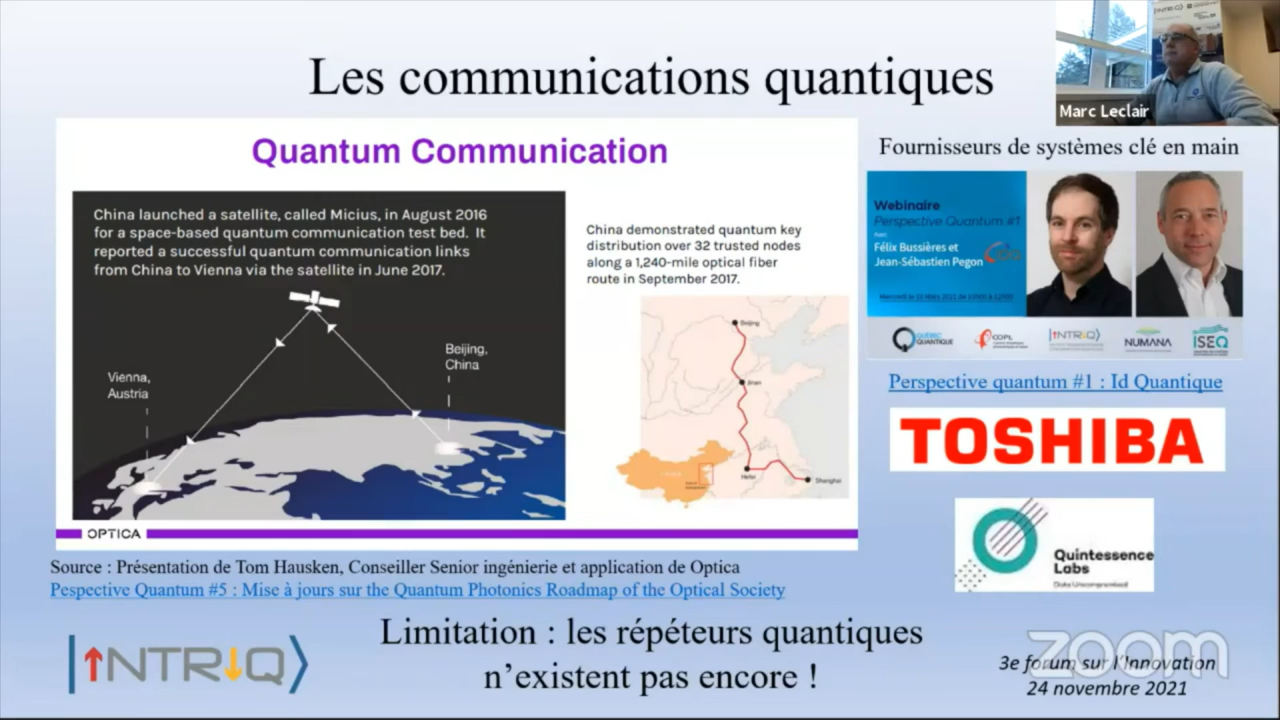 Les communications quantiques
Marc Leclair
Quantum Communication
China launched a satellite, called Micius, in August 2016
for a space-based quantum communication test bed. It
reported a successful quantum communication links
from China to Vienna via the satellite in June 2017.
Vienna,
Austria
Beijing,
China
China demonstrated quantum key
distribution over 32 trusted nodes
along a 1,240-mile optical fiber
route in September 2017.
Beijing
Jinan
Hefei
Shanghai
OPTICA
Fournisseurs de systèmes clé en main
Webinaire
Perspective Quantum #1
Félix Bussières et
Jean-Sébastien Pegon
QUÉBEC
QUANTIQUE
COPL
INTRIQ
NUMANA
ISEQ
Perspective quantum #1 : Id Quantique
TOSHIBA
Quintessence
Labs
Data Uncompromised
Source : Présentation de Tom Hausken, Conseiller Senior ingénierie et application de Optica
Pespective Quantum #5 : Mise à jours sur the Quantum Photonics Roadmap of the Optical Society
INTRIQ
Limitation : les répéteurs quantiques
n'existent pas encore !
zoom
3e forum sur l'Innovation
24 novembre 2021